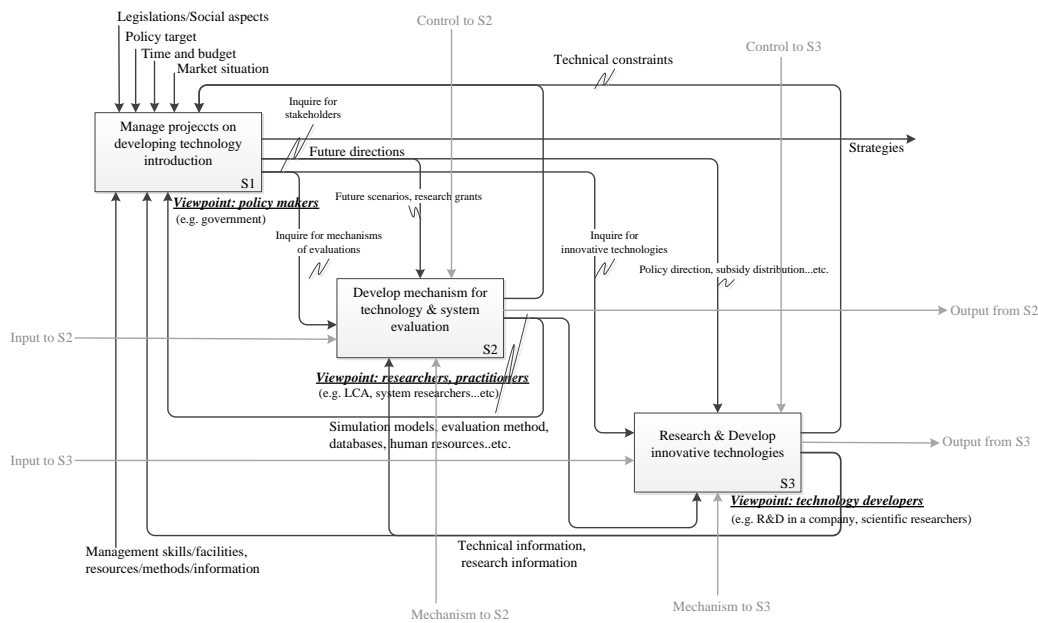 Legislations/Social aspects
Policy target
Time and budget
Market situation
Control to S2
Control to S3
Technical constraints
Inquire for
stakeholders
Manage projeccts on
developing technology
introduction
S1
Strategies
Future directions
Viewpoint: policy makers
(e.g. government)
Future scenarios, research grants
Inquire for mechanisms
of evaluations
Inquire for
innovative technologies
Policy direction, subsidy distribution...etc.
Develop mechanism for
technology & system
evaluation
S2
Output from S2
Input to S2
Viewpoint: researchers, practitioners
(e.g. LCA, system researchers...etc)
Simulation models, evaluation method,
databases, human resources..etc.
Research & Develop
innovative technologies
S3
Output from S3
Input to S3
Viewpoint: technology developers
(e.g. R&D in a company, scientific researchers)
Management skills/facilities,
resources/methods/information
Technical information,
research information
Mechanism to S2
Mechanism to S3